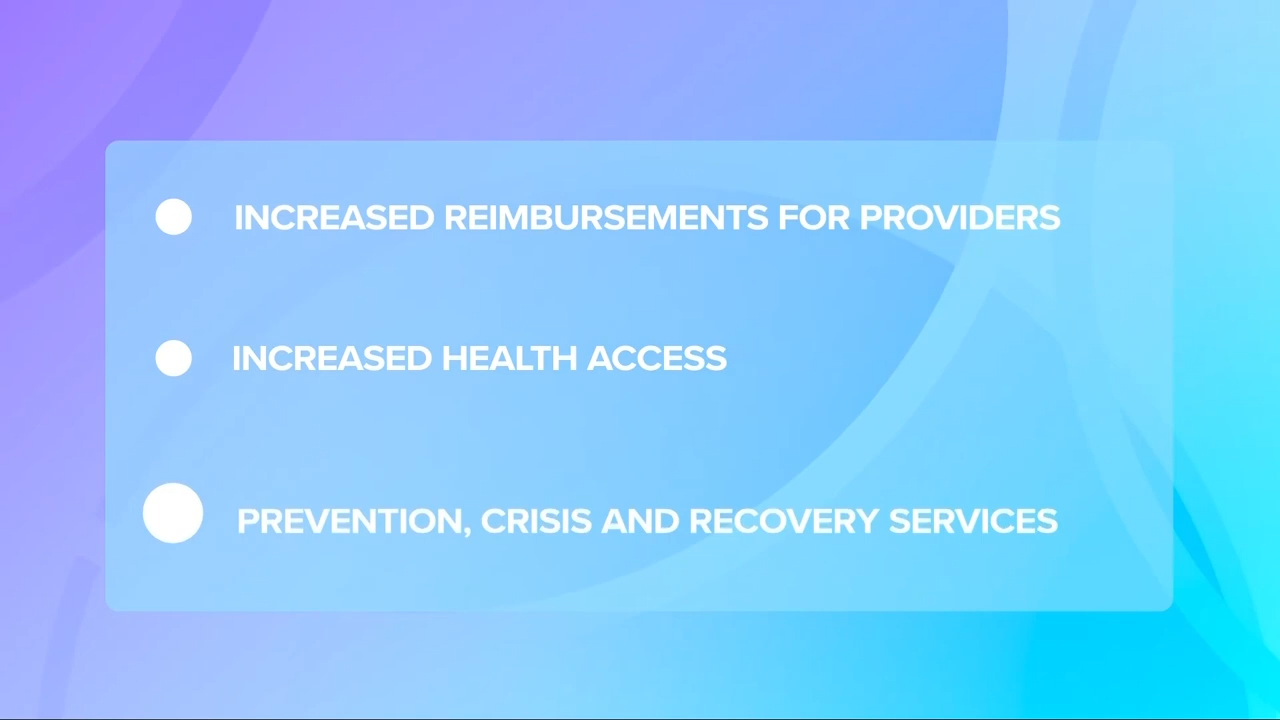 INCREASED REIMBURSEMENTS FOR PROVIDERS
INCREASED HEALTH ACCESS
PREVENTION, CRISIS AND RECOVERY SERVICES